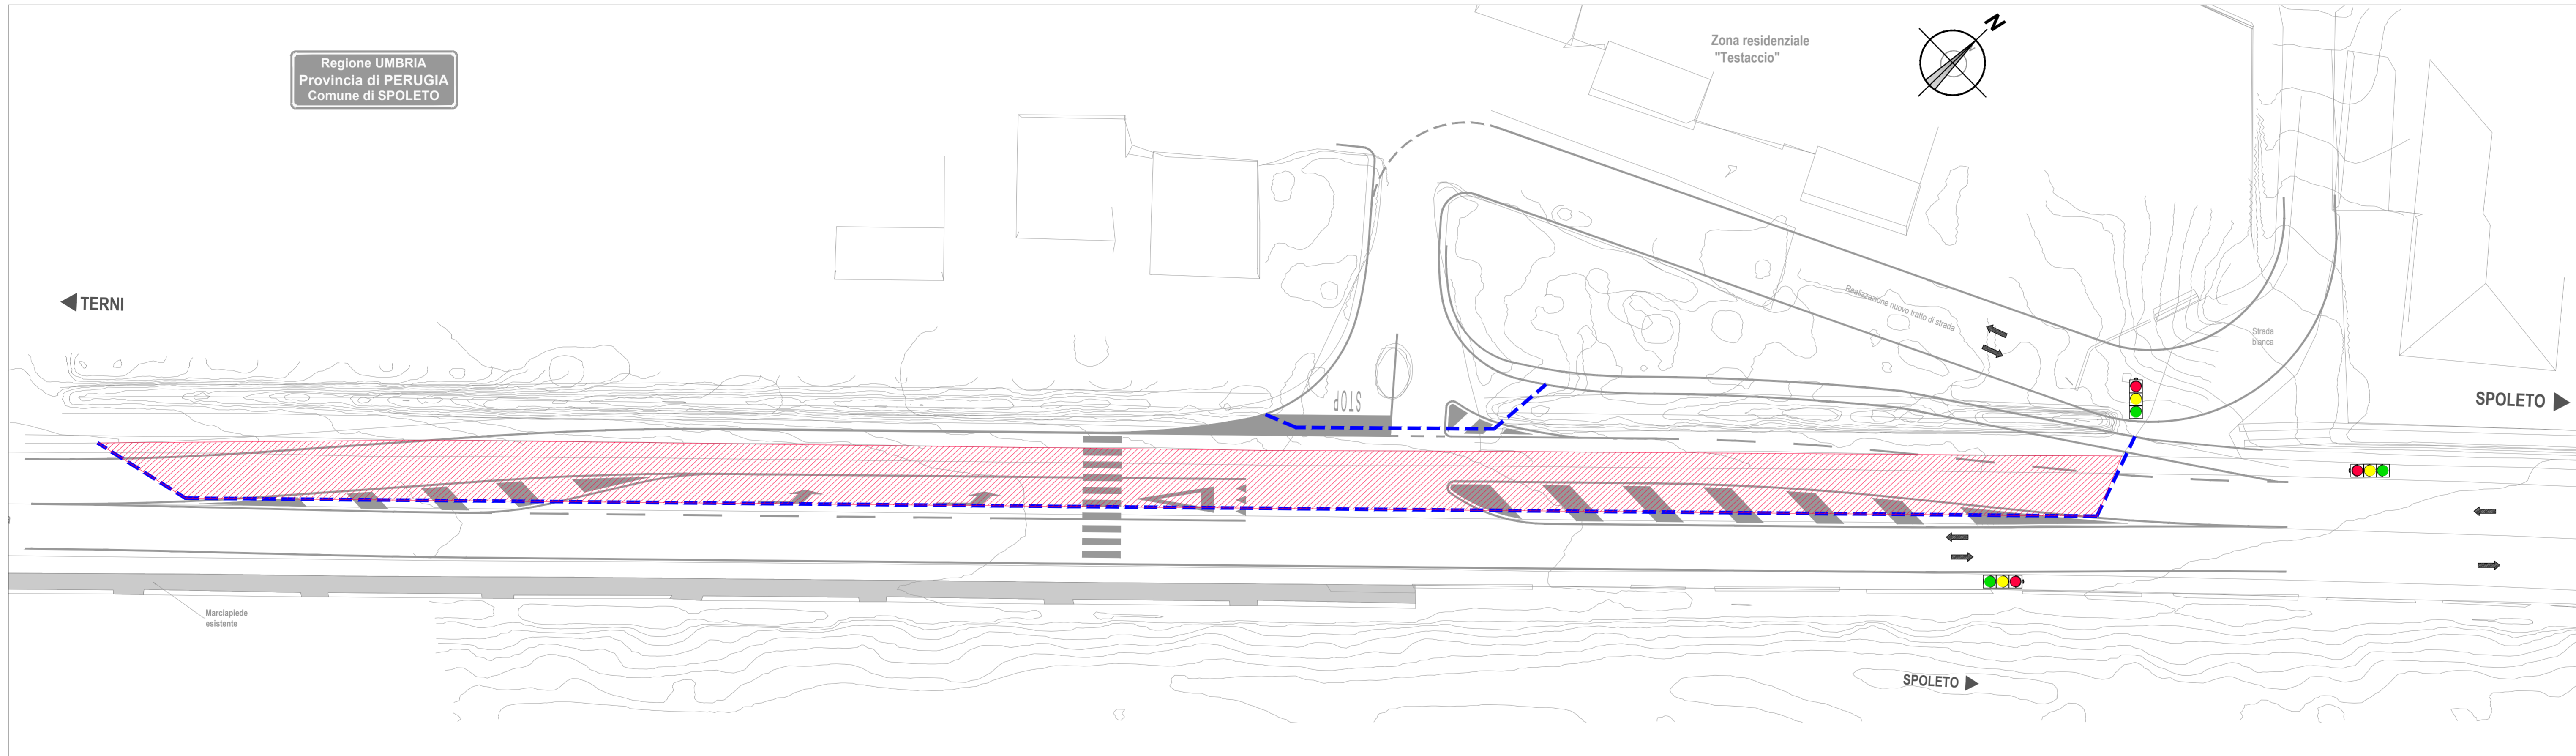 Regione UMBRIA
Provincia di PERUGIA
Comune di SPOLETO
Zona residenziale
"Testaccio"
N
TERNI
Realizzazione nuovo tratto di strada
Strada
bianca
SPOLETO
STOP
Marciapiede
esistente
SPOLETO